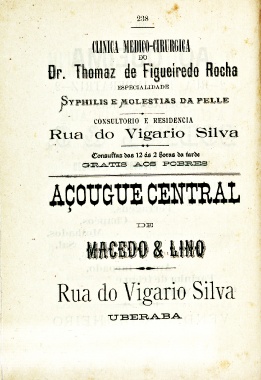 238
CLINICA MEDICO-CIRURGICA
DO
Dr. Thomaz de Figueiredo Rocha
ESPECIALIDADE
SYPHILIS E MOLESTIAS DA PELLE
CONSULTORIO E RESIDENCIA
Rua do Vigario Silva
Consultas das 12 ás 2 horas da tarde
GRATIS AOS POBRES
AÇOUGUE CENTRAL
DE
MACEDO & LINO
Rua do Vigario Silva
UBERABA